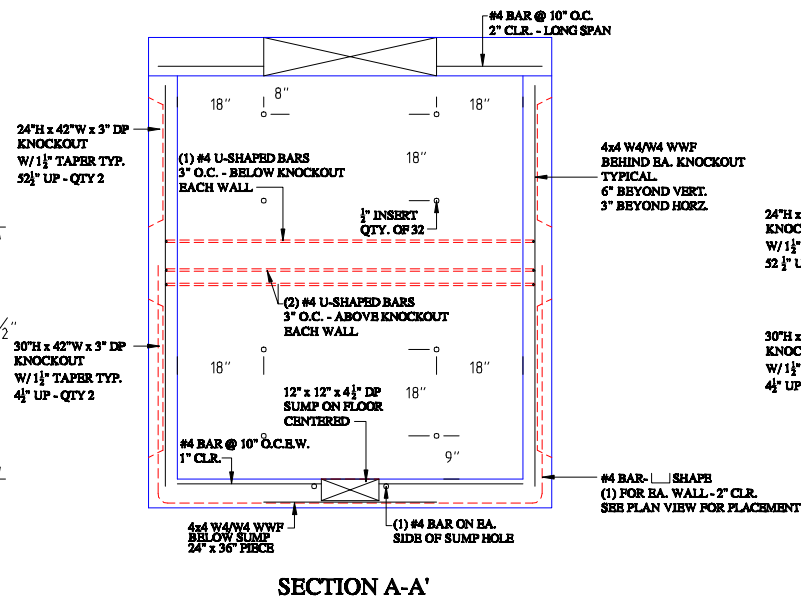 #4 BAR @ 10" O.C.
2" CLR. - LONG SPAN
18"
8"
18"
24"H x 42"W x 3" DP
KNOCKOUT
W/ 1½" TAPER TYP.
52½" UP - QTY 2
(1) #4 U-SHAPED BARS
3" O.C. - BELOW KNOCKOUT
EACH WALL
18"
4x4 W4/W4 WWF
BEHIND EA. KNOCKOUT
TYPICAL.
6" BEYOND VERT.
3" BEYOND HORZ.
½" INSERT
QTY. OF 32
24"H x
KNOC
W/ 1½"
52 ½" U
(2) #4 U-SHAPED BARS
3" O.C. - ABOVE KNOCKOUT
EACH WALL
½"
30"H x 42"W x 3" DP
KNOCKOUT
W/ 1½" TAPER TYP.
4½" UP - QTY 2
18"
18"
30"H x
KNOC
W/ 1½"
4½" UP
12" x 12" x 4½" DP
SUMP ON FLOOR
CENTERED
18"
#4 BAR @ 10" O.C.E.W.
1" CLR.
9"
#4 BAR- SHAPE
(1) FOR EA. WALL - 2" CLR.
SEE PLAN VIEW FOR PLACEMENT
4x4 W4/W4 WWF
BELOW SUMP
24" x 36" PIECE
(1) #4 BAR ON EA.
SIDE OF SUMP HOLE
SECTION A-A'